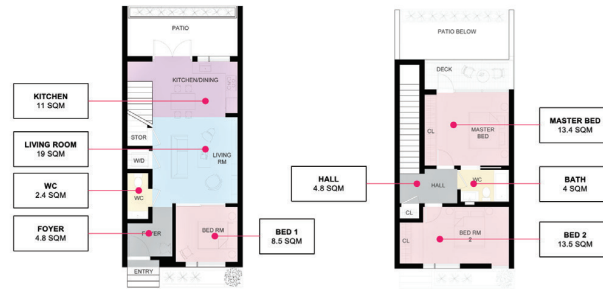 PATIO
KITCHEN
11 SQM
KITCHEN/DINING
LIVING ROOM
19 SQM
STOR.
LIVING
RM
W/D
WC
2.4 SQM
WC
FOYER
4.8 SQM
FOYER
BED RM
BED 1
8.5 SQM
ENTRY
PATIO BELOW
DECK
CL
MASTER
BED
MASTER BED
13.4 SQM
HALL
4.8 SQM
HALL
WC
BATH
4 SQM
CL
CL
BED RM
2
BED 2
13.5 SQM